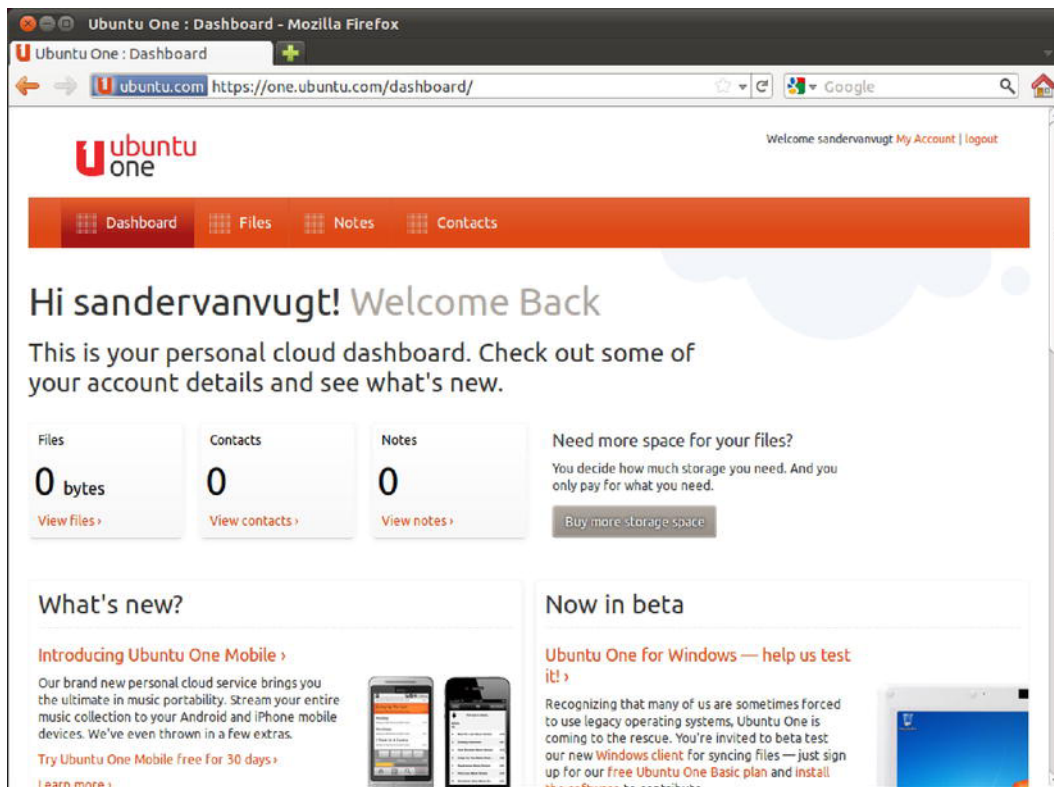 Ubuntu One : Dashboard - Mozilla Firefox
Ubuntu One : Dashboard
ubuntu.com https://one.ubuntu.com/dashboard/
Google
ubuntu
one
Welcome sandervanvugt My Account | logout
Dashboard Files Notes Contacts
Hi sandervanvugt! Welcome Back
This is your personal cloud dashboard. Check out some of
your account details and see what's new.
Files
0 bytes
View files ›
Contacts
0
View contacts ›
Notes
0
View notes ›
Need more space for your files?
You decide how much storage you need. And you
only pay for what you need.
Buy more storage space
What's new?
Introducing Ubuntu One Mobile ›
Our brand new personal cloud service brings you
the ultimate in music portability. Stream your entire
music collection to your Android and iPhone mobile
devices. We've even thrown in a few extras.
Try Ubuntu One Mobile free for 30 days ›
Learn more ›
Now in beta
Ubuntu One for Windows — help us test
it! ›
Recognizing that many of us are sometimes forced
to use legacy operating systems, Ubuntu One is
coming to the rescue. You're invited to beta test
our new Windows client for syncing files — just sign
up for our free Ubuntu One Basic plan and install
the software to contribute.